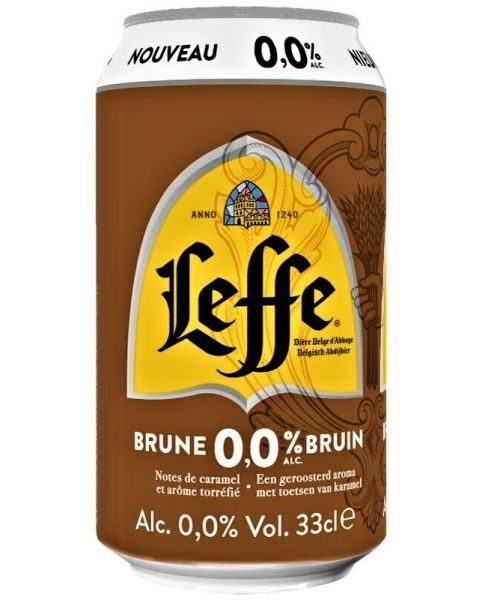 NOUVEAU 0,0% ALC. NIEU
ANNO 1240
Leffe®
Bière Belge d'Abbaye
Belgisch Abdijbier
BRUNE 0,0% ALC. BRUIN
Notes de caramel • Een geroosterd aroma
et arôme torréfié met toetsen van karamel
Alc. 0,0% Vol. 33cl e